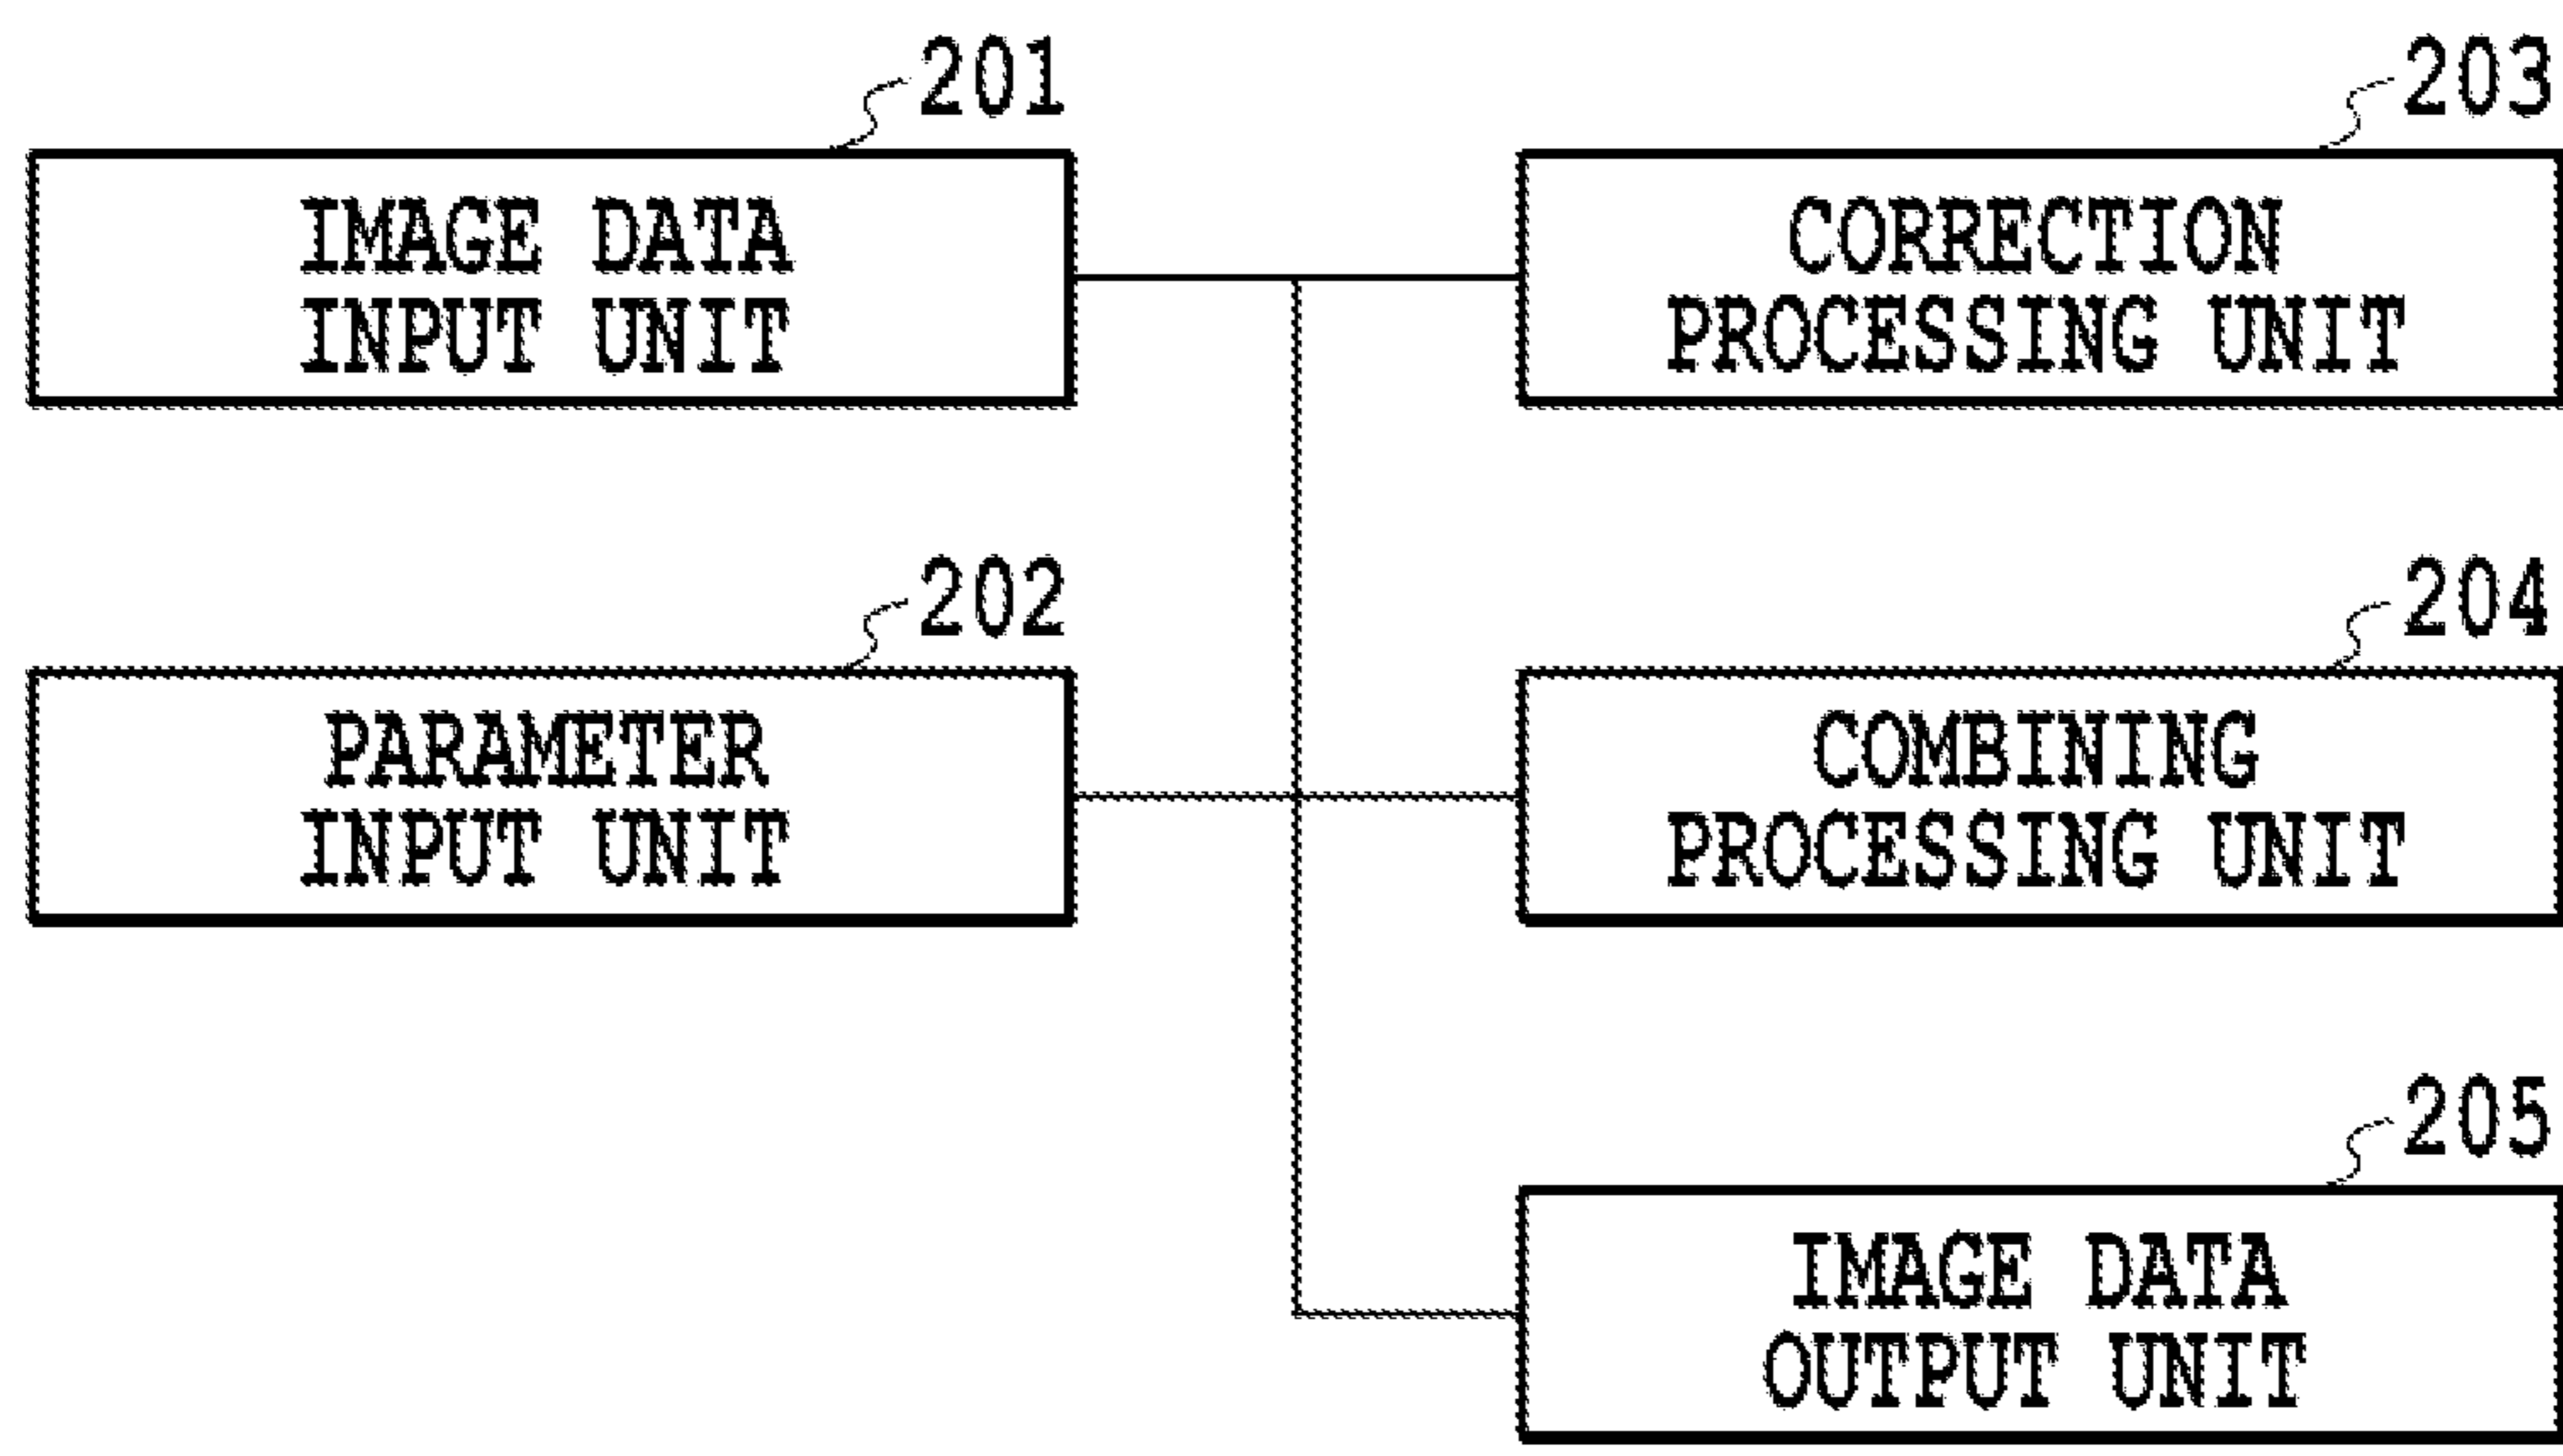 201
IMAGE DATA
INPUT UNIT
203
CORRECTION
PROCESSING UNIT
202
PARAMETER
INPUT UNIT
204
COMBINING
PROCESSING UNIT
205
IMAGE DATA
OUTPUT UNIT